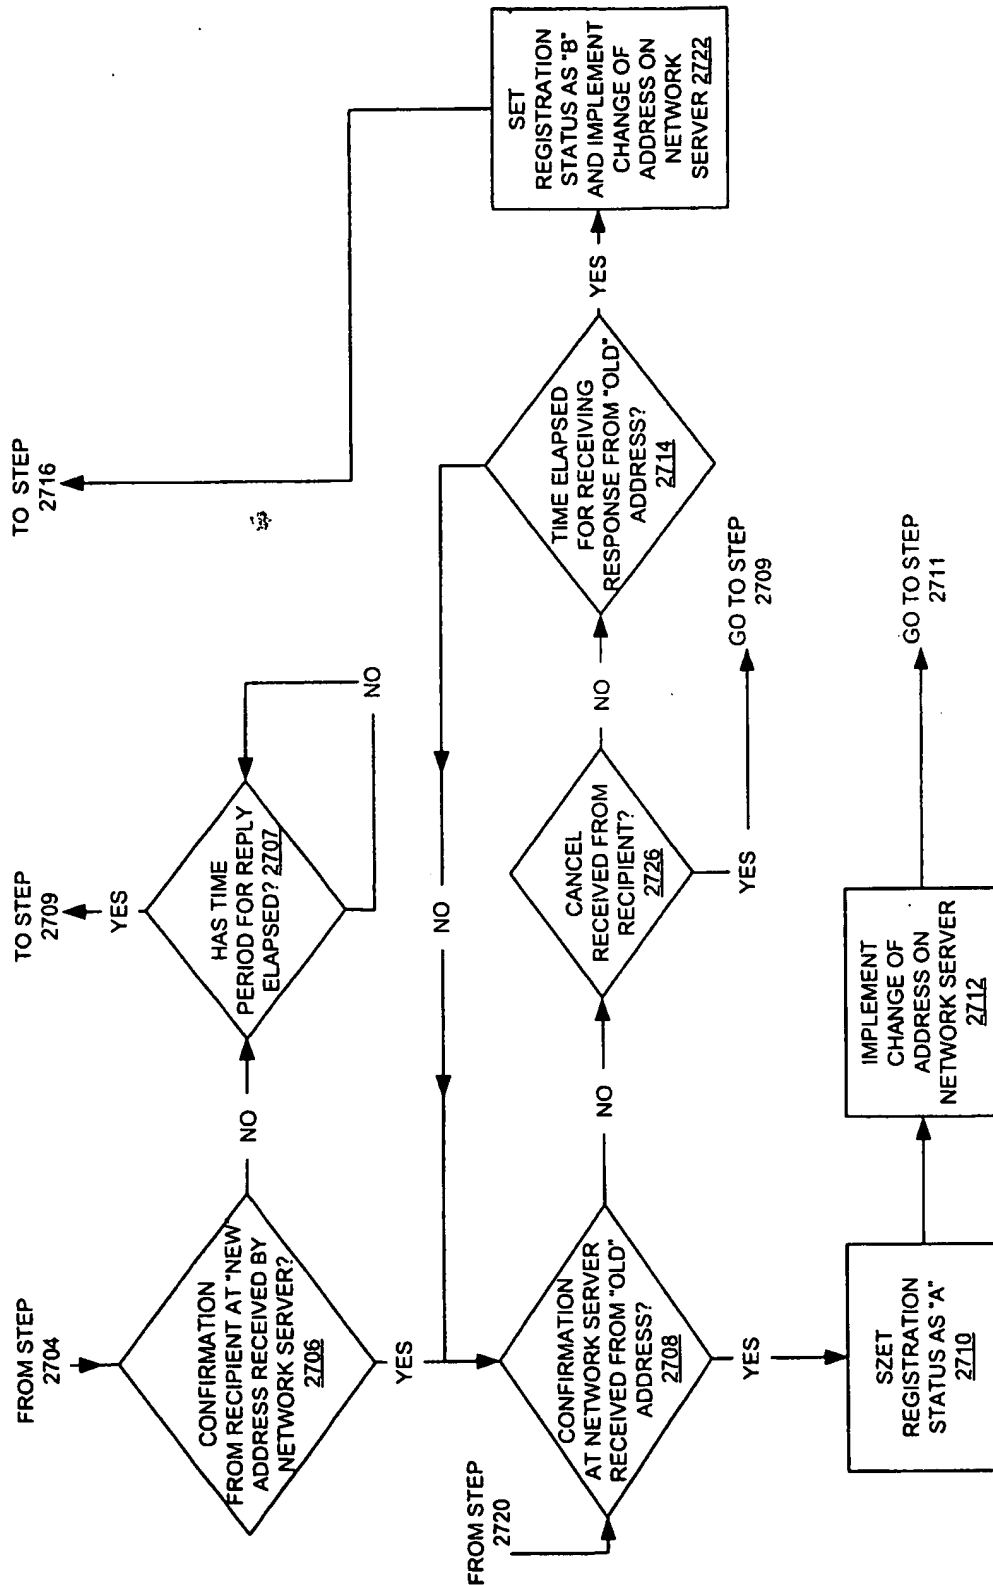 FROM STEP
2704
CONFIRMATION
FROM RECIPIENT AT "NEW
ADDRESS RECEIVED BY
NETWORK SERVER?
2706
NO
YES
TO STEP
2709
YES
HAS TIME
PERIOD FOR REPLY
ELAPSED? 2707
NO
TO STEP
2716
NO
FROM STEP
2720
CONFIRMATION
AT NETWORK SERVER
RECEIVED FROM "OLD"
ADDRESS?
2708
NO
YES
CANCEL
RECEIVED FROM
RECIPIENT?
2726
NO
YES
GO TO STEP
2709
TIME ELAPSED
FOR RECEIVING
RESPONSE FROM "OLD"
ADDRESS?
2714
YES
SET
REGISTRATION
STATUS AS "B"
AND IMPLEMENT
CHANGE OF
ADDRESS ON
NETWORK
SERVER 2722
SZET
REGISTRATION
STATUS AS "A"
2710
IMPLEMENT
CHANGE OF
ADDRESS ON
NETWORK SERVER
2712
GO TO STEP
2711